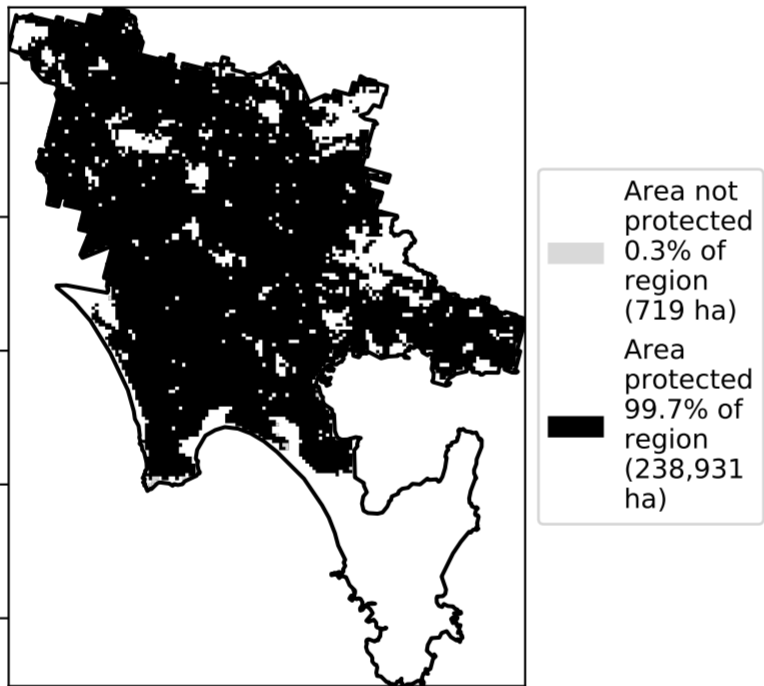 Area not
protected
0.3% of
region
(719 ha)
Area
protected
99.7% of
region
(238,931
ha)